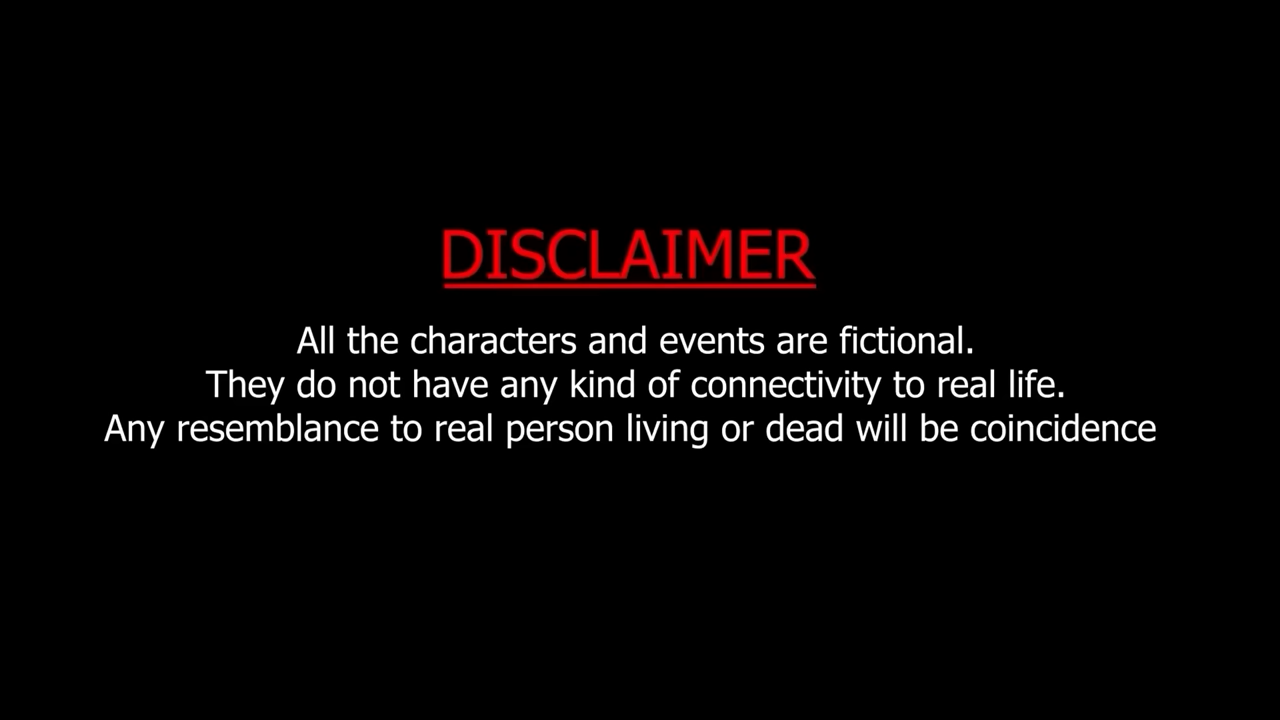 DISCLAIMER
All the characters and events are fictional.
They do not have any kind of connectivity to real life.
Any resemblance to real person living or dead will be coincidence